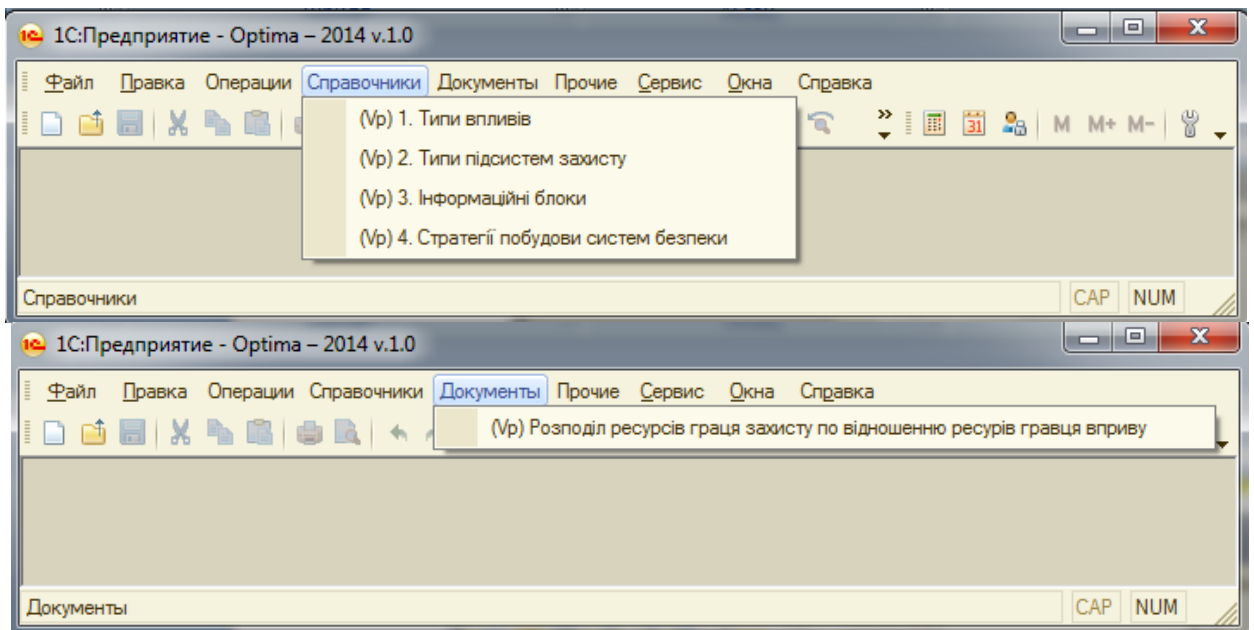 1С:Предприятие - Optima – 2014 v.1.0
Файл Правка Операции Справочники Документы Прочие Сервис Окна Справка
(Vp) 1. Типи впливів
31 M M+ M-
(Vp) 2. Типи підсистем захисту
(Vp) 3. Інформаційні блоки
(Vp) 4. Стратегії побудови систем безпеки
Справочники CAP NUM
1С:Предприятие - Optima – 2014 v.1.0
Файл Правка Операции Справочники Документы Прочие Сервис Окна Справка
(Vp) Розподіл ресурсів граця захисту по відношенню ресурів гравця вприву
Документы CAP NUM